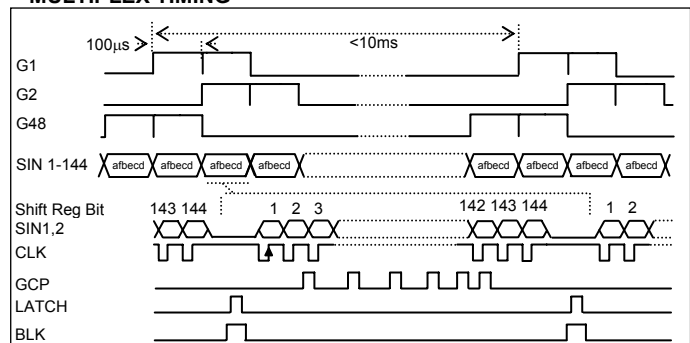 MULTIPLEX TIMING
100µs
<10ms
G1
G2
G48
SIN 1-144 afbecd afbecd afbecd afbecd afbecd afbecd afbecd afbecd
Shift Reg Bit 143 144 1 2 3 142 143 144 1 2
SIN1,2
CLK
GCP
LATCH
BLK